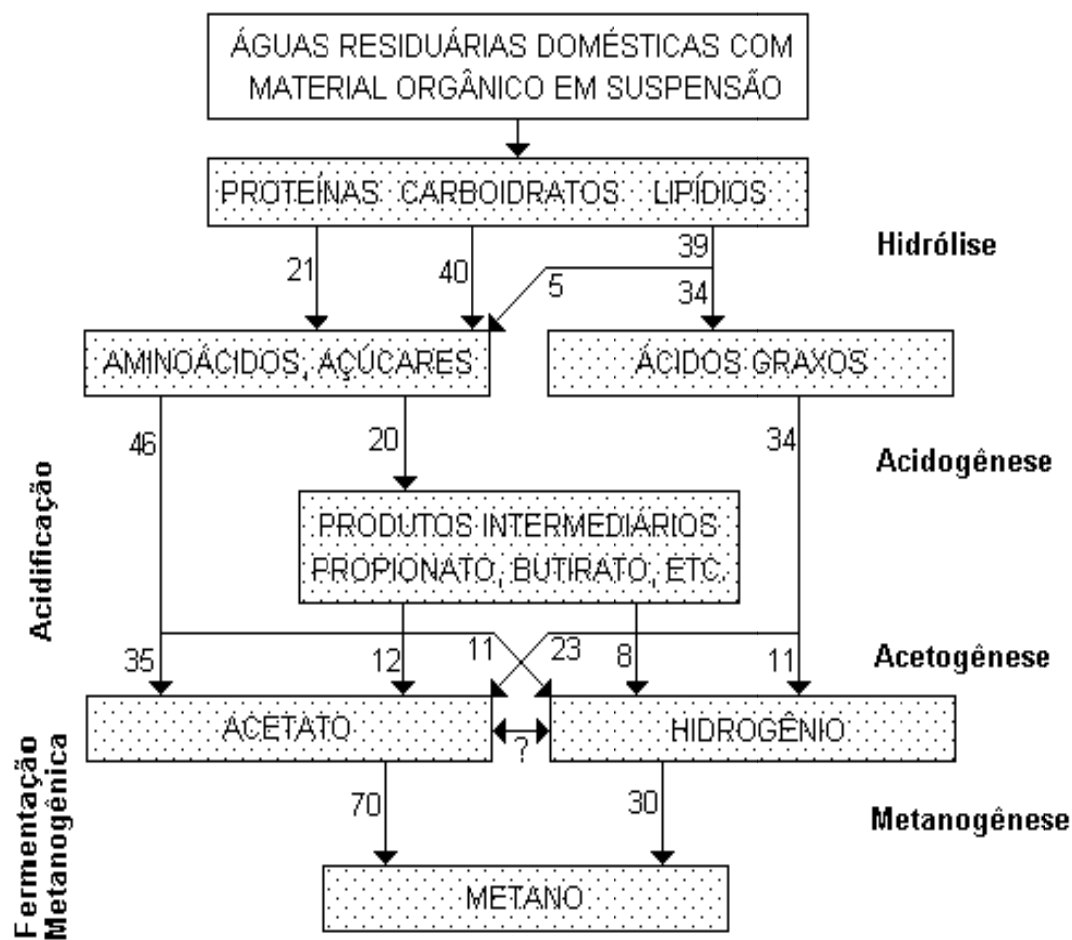 ÁGUAS RESIDUÁRIAS DOMÉSTICAS COM
MATERIAL ORGÂNICO EM SUSPENSÃO
PROTEÍNAS CARBOIDRATOS LIPÍDIOS
Hidrólise
21
40
39
5
34
AMINOÁCIDOS, AÇÚCARES
ÁCIDOS GRAXOS
46
20
34
Acidogênese
Acidificação
PRODUTOS INTERMEDIÁRIOS
PROPIONATO, BUTIRATO, ETC.
35
12
11
23
8
11
Acetogênese
ACETATO
?
HIDROGÊNIO
Fermentação
Metanogênica
70
30
Metanogênese
METANO